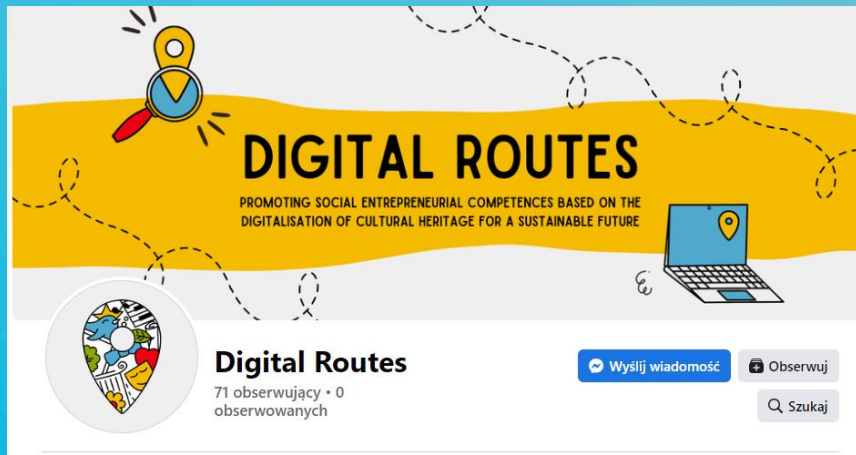 DIGITAL ROUTES
PROMOTING SOCIAL ENTREPRENEURIAL COMPETENCES BASED ON THE
DIGITALISATION OF CULTURAL HERITAGE FOR A SUSTAINABLE FUTURE
Digital Routes
71 obserwujący • 0
obserwowanych
Wyślij wiadomość
Obserwuj
Szukaj